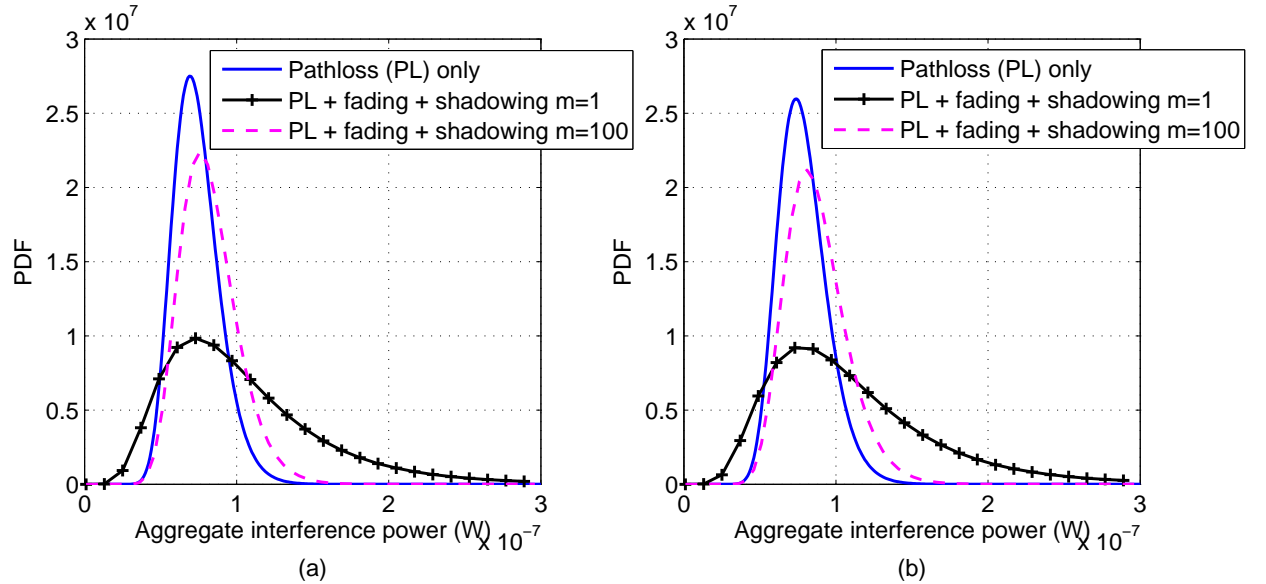 x 10^7
3
2.5
2
1.5
1
0.5
0
PDF
Pathloss (PL) only
PL + fading + shadowing m=1
PL + fading + shadowing m=100
0 1 2 3
Aggregate interference power (W)
x 10^-7
(a)
x 10^7
3
2.5
2
1.5
1
0.5
0
PDF
Pathloss (PL) only
PL + fading + shadowing m=1
PL + fading + shadowing m=100
0 1 2 3
Aggregate interference power (W)
x 10^-7
(b)